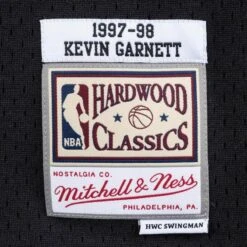 1997-98
KEVIN GARNETT
HARDWOOD
NBA
CLASSICS
NOSTALGIA CO.
Mitchell & Ness
PHILADELPHIA, PA.
HWC SWINGMAN